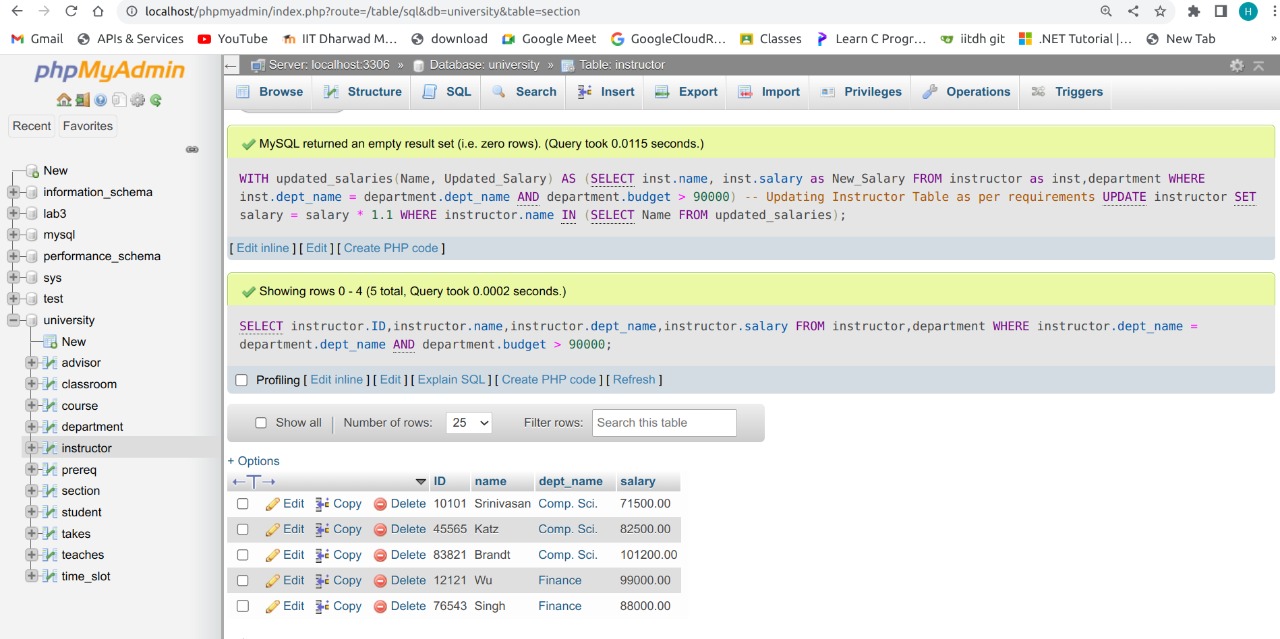 localhost/phpmyadmin/index.php?route=/table/sql&db=university&table=section
H
Gmail APIs & Services YouTube IIT Dharwad M... download Google Meet GoogleCloudR... Classes Learn C Progr... iitdh git .NET Tutorial |... New Tab »
phpMyAdmin
Recent Favorites
New
information_schema
lab3
mysql
performance_schema
sys
test
university
New
advisor
classroom
course
department
instructor
prereq
section
student
takes
teaches
time_slot
Server: localhost:3306 » Database: university » Table: instructor
Browse Structure SQL Search Insert Export Import Privileges Operations Triggers
MySQL returned an empty result set (i.e. zero rows). (Query took 0.0115 seconds.)
WITH updated_salaries(Name, Updated_Salary) AS (SELECT inst.name, inst.salary as New_Salary FROM instructor as inst,department WHERE
inst.dept_name = department.dept_name AND department.budget > 90000) -- Updating Instructor Table as per requirements UPDATE instructor SET
salary = salary * 1.1 WHERE instructor.name IN (SELECT Name FROM updated_salaries);
[ Edit inline ] [ Edit ] [ Create PHP code ]
Showing rows 0 - 4 (5 total, Query took 0.0002 seconds.)
SELECT instructor.ID,instructor.name,instructor.dept_name,instructor.salary FROM instructor,department WHERE instructor.dept_name =
department.dept_name AND department.budget > 90000;
Profiling [ Edit inline ] [ Edit ] [ Explain SQL ] [ Create PHP code ] [ Refresh ]
Show all Number of rows: 25 Filter rows: Search this table
+ Options
←T→ ID name dept_name salary
Edit Copy Delete 10101 Srinivasan Comp. Sci. 71500.00
Edit Copy Delete 45565 Katz Comp. Sci. 82500.00
Edit Copy Delete 83821 Brandt Comp. Sci. 101200.00
Edit Copy Delete 12121 Wu Finance 99000.00
Edit Copy Delete 76543 Singh Finance 88000.00